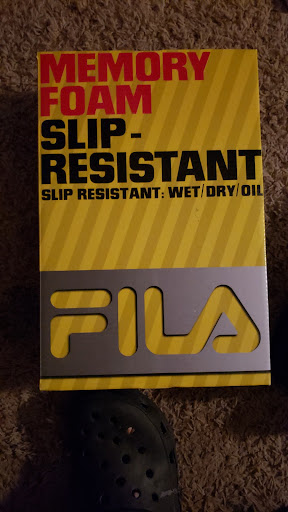 MEMORY
FOAM
SLIP-
RESISTANT
SLIP RESISTANT: WET/DRY/OIL
FILA